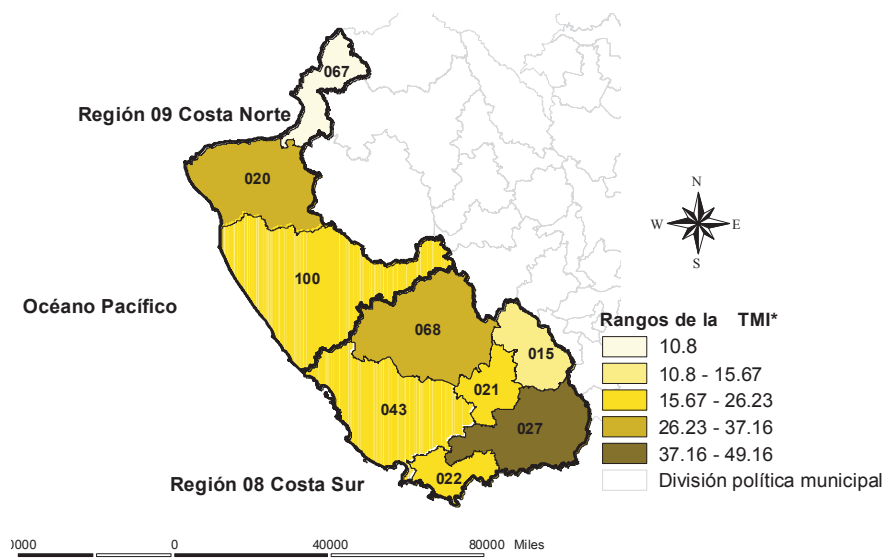 067
Región 09 Costa Norte
020
N
W E
S
100
Océano Pacífico
068
015
021
043
027
022
Región 08 Costa Sur
Rangos de la TMI*
10.8
10.8 - 15.67
15.67 - 26.23
26.23 - 37.16
37.16 - 49.16
División política municipal
0000 0 40000 80000 Miles